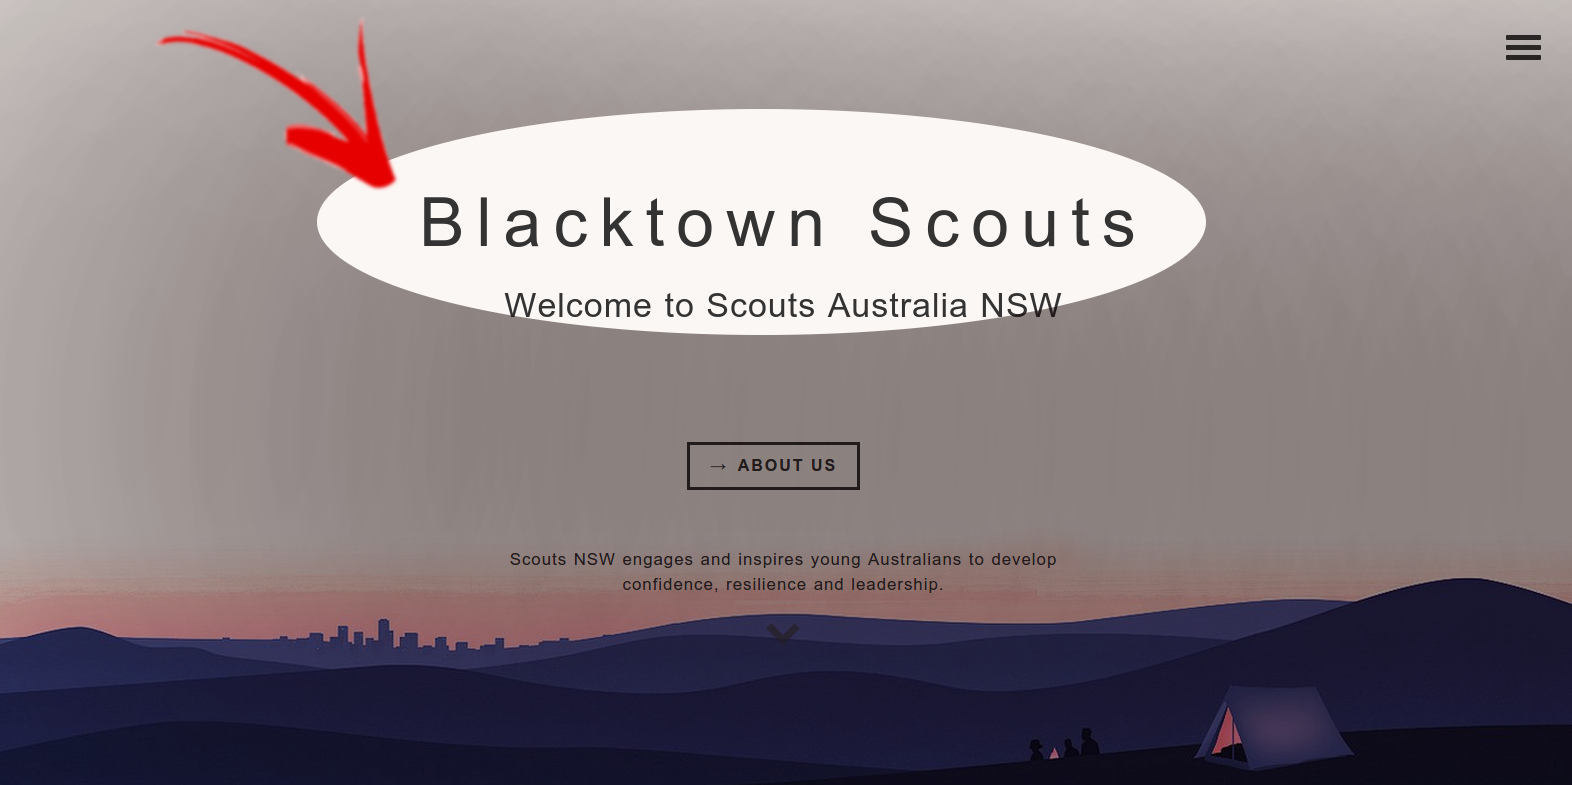 Blacktown Scouts
Welcome to Scouts Australia NSW
→ ABOUT US
Scouts NSW engages and inspires young Australians to develop
confidence, resilience and leadership.